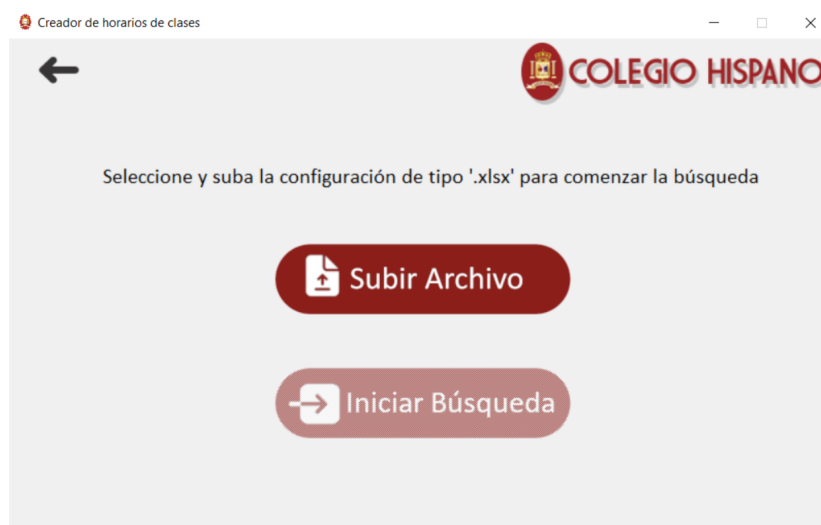 Creador de horarios de clases
COLEGIO HISPANO
Seleccione y suba la configuración de tipo '.xlsx' para comenzar la búsqueda
Subir Archivo
Iniciar Búsqueda